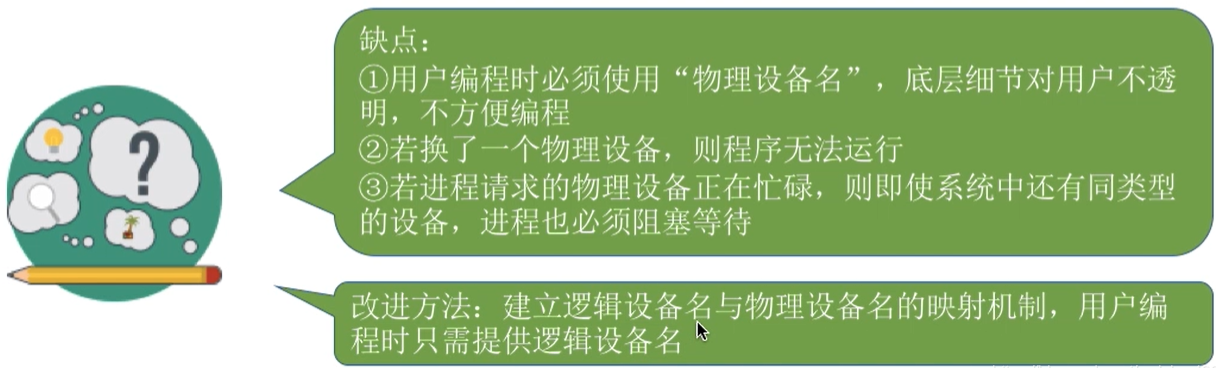 缺点：
①用户编程时必须使用“物理设备名”，底层细节对用户不透
明，不方便编程
②若换了一个物理设备，则程序无法运行
③若进程请求的物理设备正在忙碌，则即使系统中还有同类型
的设备，进程也必须阻塞等待
?
改进方法：建立逻辑设备名与物理设备名的映射机制，用户编
程时只需提供逻辑设备名